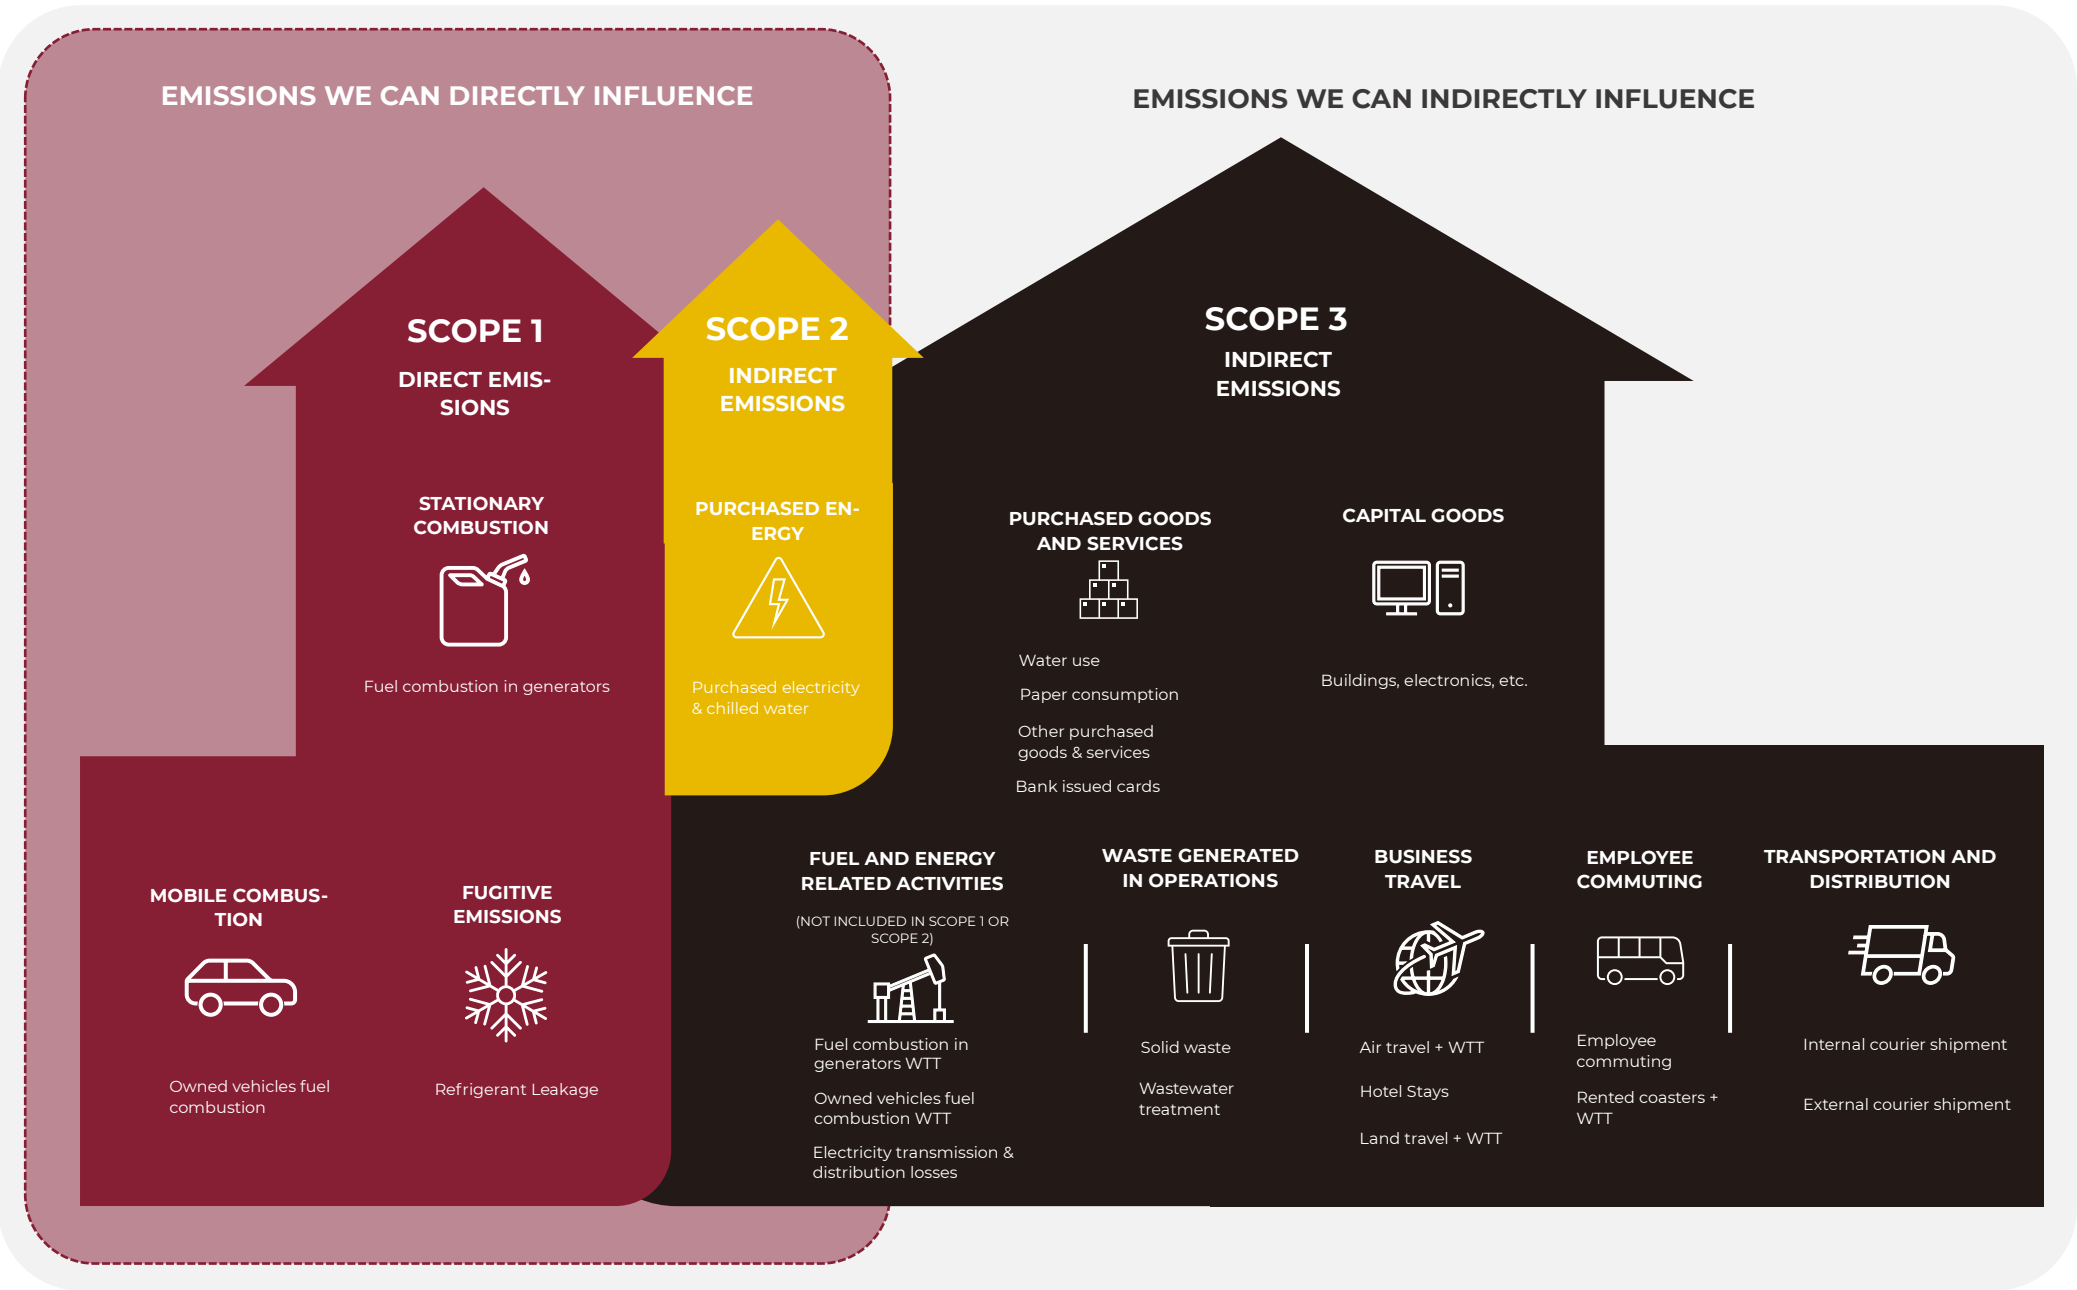 EMISSIONS WE CAN DIRECTLY INFLUENCE
EMISSIONS WE CAN INDIRECTLY INFLUENCE
SCOPE 1
DIRECT EMIS-
SIONS
STATIONARY
COMBUSTION
Fuel combustion in generators
MOBILE COMBUS-
TION
Owned vehicles fuel
combustion
FUGITIVE
EMISSIONS
Refrigerant Leakage
SCOPE 2
INDIRECT
EMISSIONS
PURCHASED EN-
ERGY
Purchased electricity
& chilled water
SCOPE 3
INDIRECT
EMISSIONS
PURCHASED GOODS
AND SERVICES
Water use
Paper consumption
Other purchased
goods & services
Bank issued cards
CAPITAL GOODS
Buildings, electronics, etc.
FUEL AND ENERGY
RELATED ACTIVITIES
(NOT INCLUDED IN SCOPE 1 OR
SCOPE 2)
Fuel combustion in
generators WTT
Owned vehicles fuel
combustion WTT
Electricity transmission &
distribution losses
WASTE GENERATED
IN OPERATIONS
Solid waste
Wastewater
treatment
BUSINESS
TRAVEL
Air travel + WTT
Hotel Stays
Land travel + WTT
EMPLOYEE
COMMUTING
Employee
commuting
Rented coasters +
WTT
TRANSPORTATION AND
DISTRIBUTION
Internal courier shipment
External courier shipment